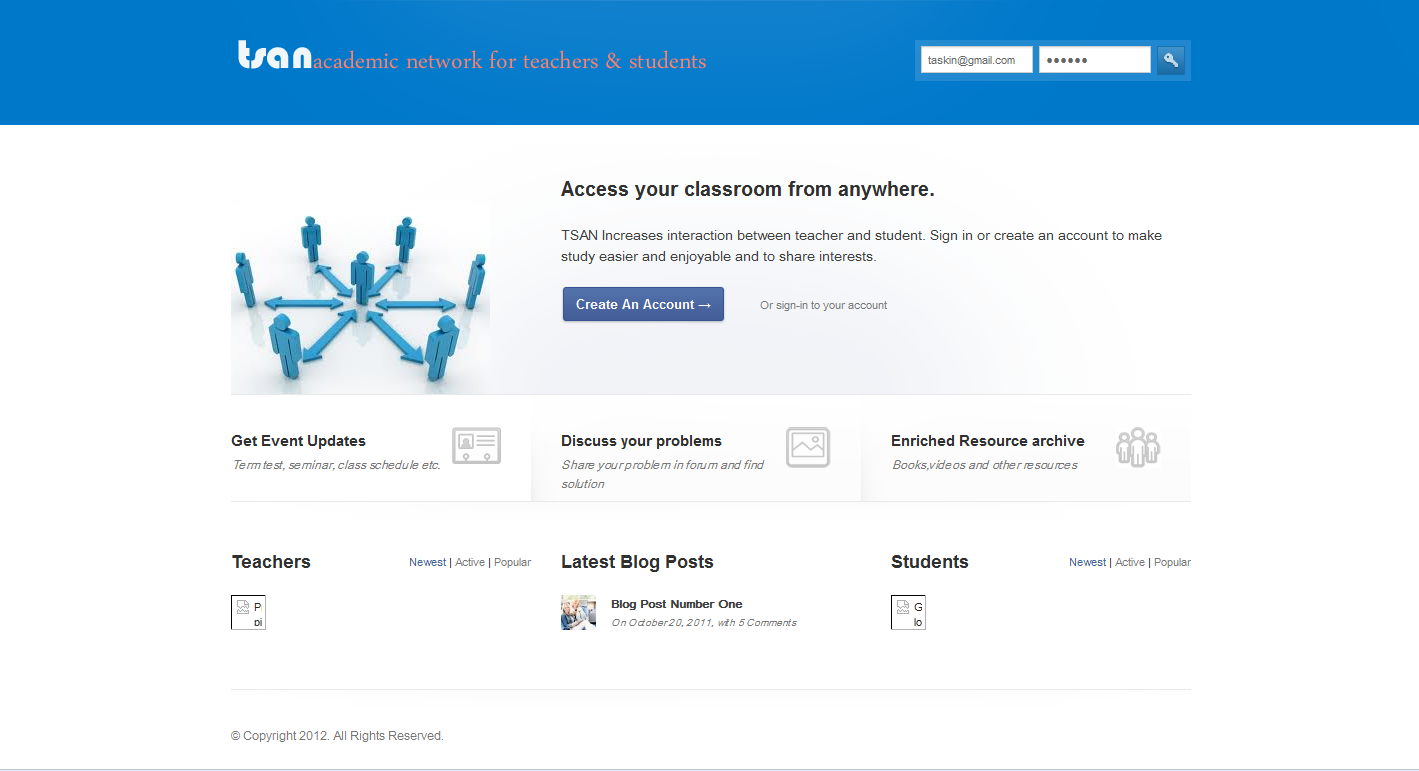 tsan academic network for teachers & students
taskin@gmail.com ••••••
Access your classroom from anywhere.
TSAN Increases interaction between teacher and student. Sign in or create an account to make
study easier and enjoyable and to share interests.
Create An Account → Or sign-in to your account
Get Event Updates
Term test, seminar, class schedule etc.
Discuss your problems
Share your problem in forum and find
solution
Enriched Resource archive
Books,videos and other resources
Teachers Newest | Active | Popular
P
pi
Latest Blog Posts
Blog Post Number One
On October 20, 2011, with 5 Comments
Students Newest | Active | Popular
G
lo
© Copyright 2012. All Rights Reserved.